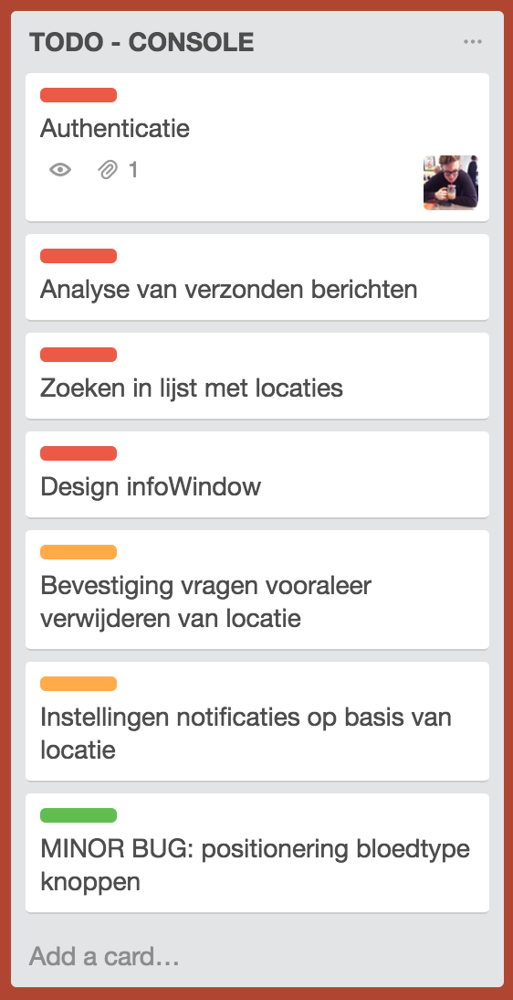 TODO - CONSOLE
Authenticatie
1
Analyse van verzonden berichten
Zoeken in lijst met locaties
Design infoWindow
Bevestiging vragen vooraleer
verwijderen van locatie
Instellingen notificaties op basis van
locatie
MINOR BUG: positionering bloedtype
knoppen
Add a card…